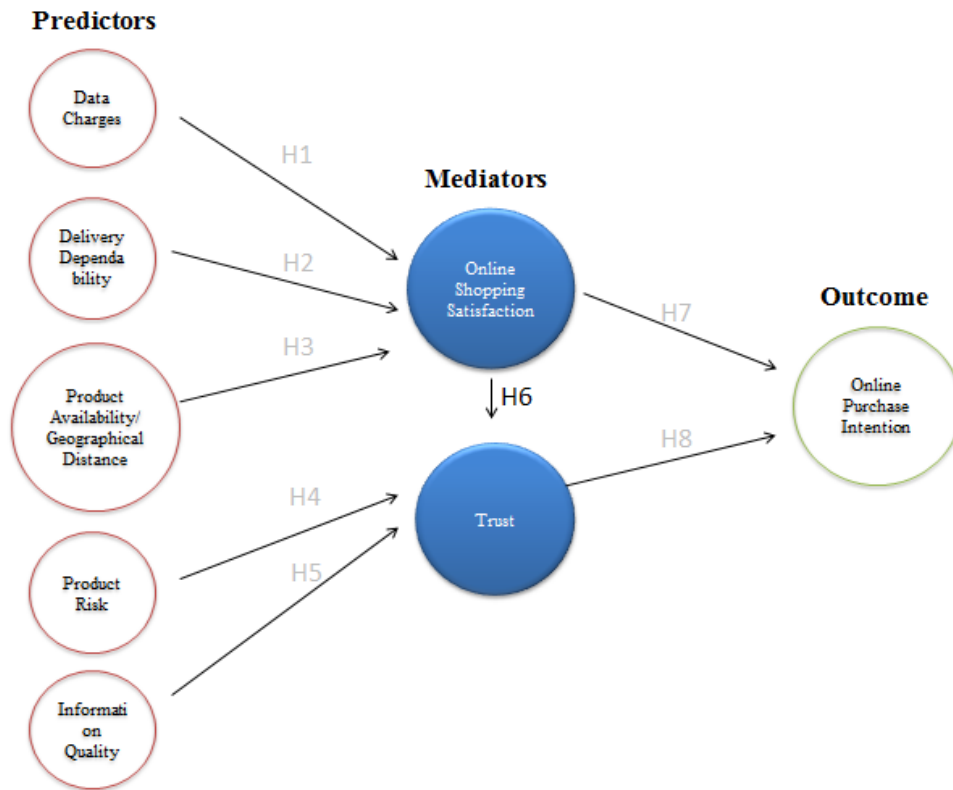 Predictors
Data
Charges
H1
Mediators
Delivery
Dependa
bility
H2
Online
Shopping
Satisfaction
Outcome
H7
H3
Product
Availability/
Geographical
Distance
H6
Online
Purchase
Intention
H8
H4
Trust
Product
Risk
H5
Informati
on
Quality